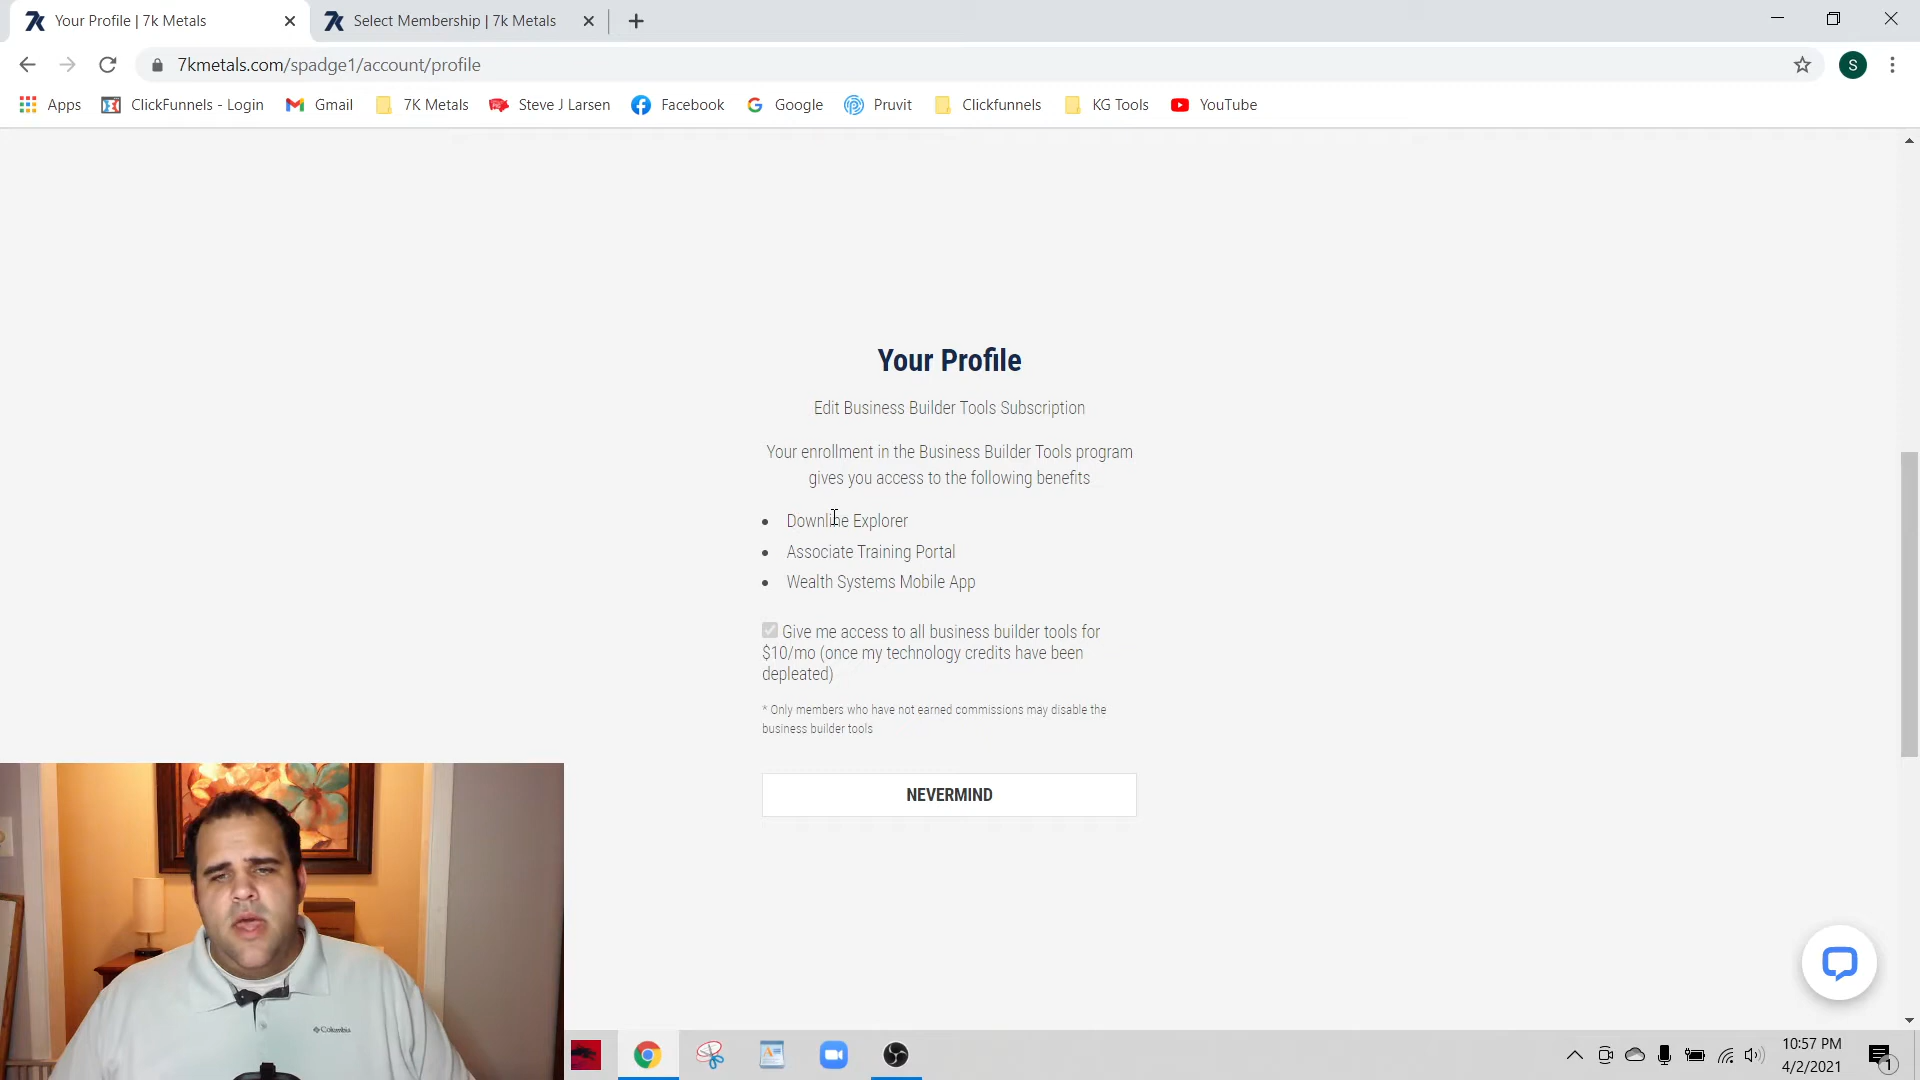 Your Profile | 7k Metals
Select Membership | 7k Metals
7kmetals.com/spadge1/account/profile
S
Apps
ClickFunnels - Login
Gmail
7K Metals
Steve J Larsen
Facebook
Google
Pruvit
Clickfunnels
KG Tools
YouTube
Your Profile
Edit Business Builder Tools Subscription
Your enrollment in the Business Builder Tools program
gives you access to the following benefits
Downline Explorer
Associate Training Portal
Wealth Systems Mobile App
Give me access to all business builder tools for
$10/mo (once my technology credits have been
depleated)
* Only members who have not earned commissions may disable the
business builder tools
NEVERMIND
Columbia
10:57 PM
4/2/2021
1